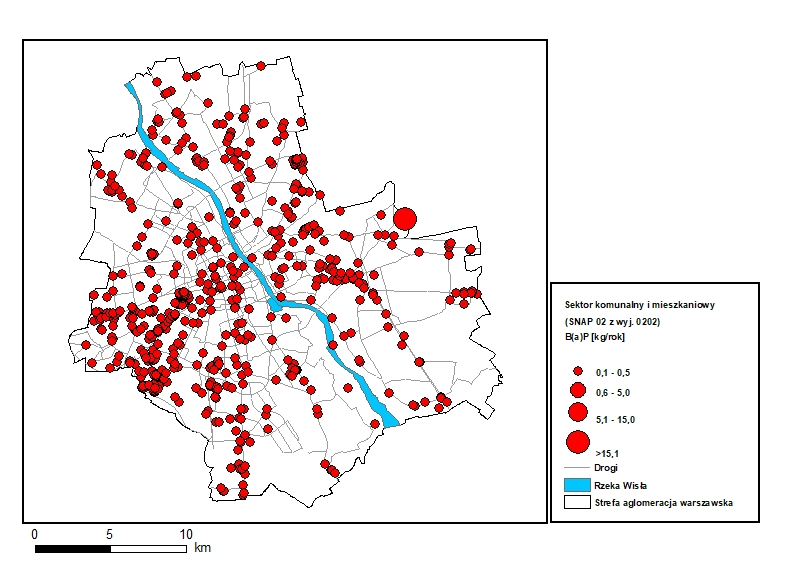 Sektor komunalny i mieszkaniowy
(SNAP 02 z wyj. 0202)
B(a)P [kg/rok]
0,1 - 0,5
0,6 - 5,0
5,1 - 15,0
>15,1
Drogi
Rzeka Wisła
Strefa aglomeracja warszawska
0 5 10
km